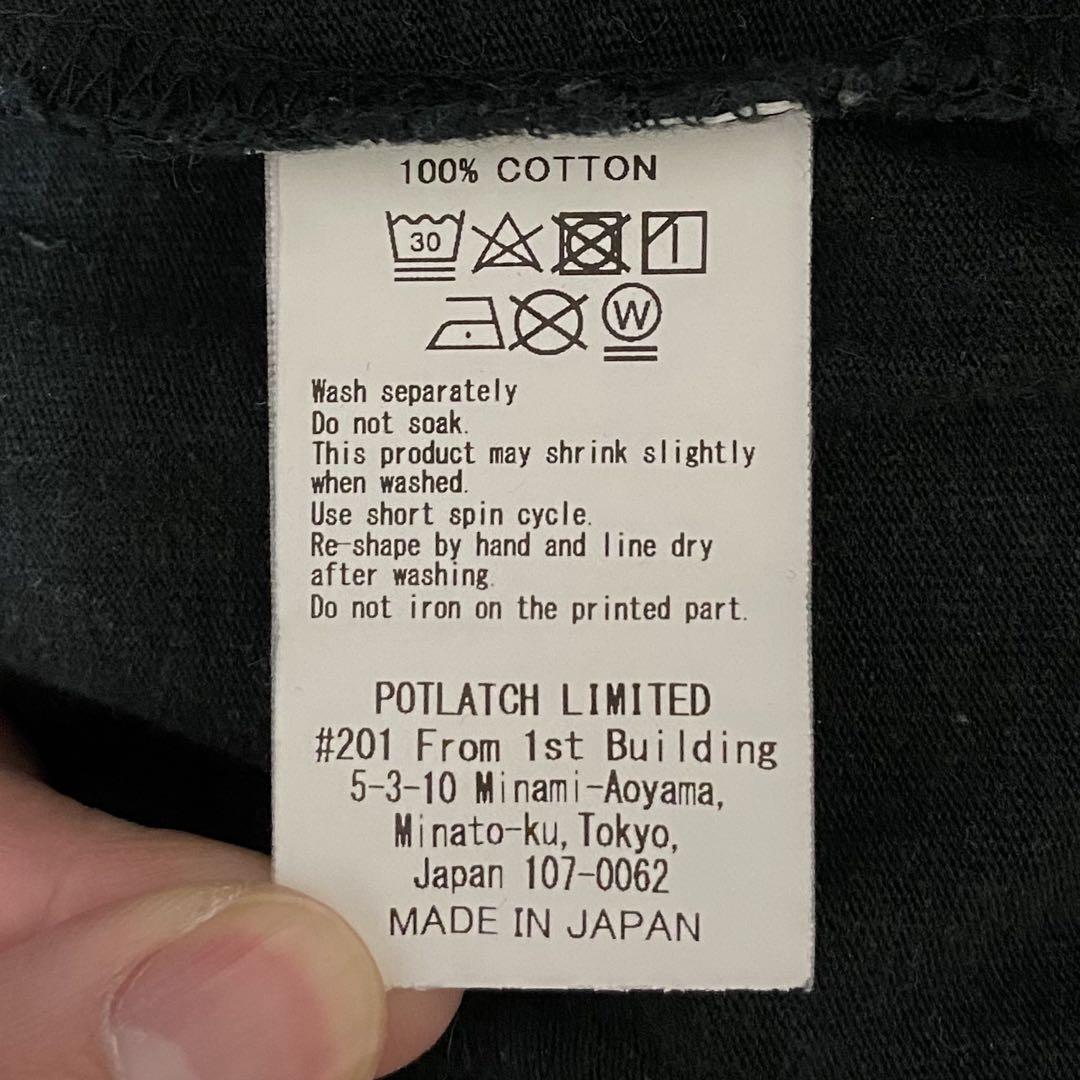 100% COTTON
30
W
Wash separately
Do not soak.
This product may shrink slightly
when washed.
Use short spin cycle.
Re-shape by hand and line dry
after washing.
Do not iron on the printed part.
POTLATCH LIMITED
#201 From 1st Building
5-3-10 Minami-Aoyama,
Minato-ku, Tokyo,
Japan 107-0062
MADE IN JAPAN